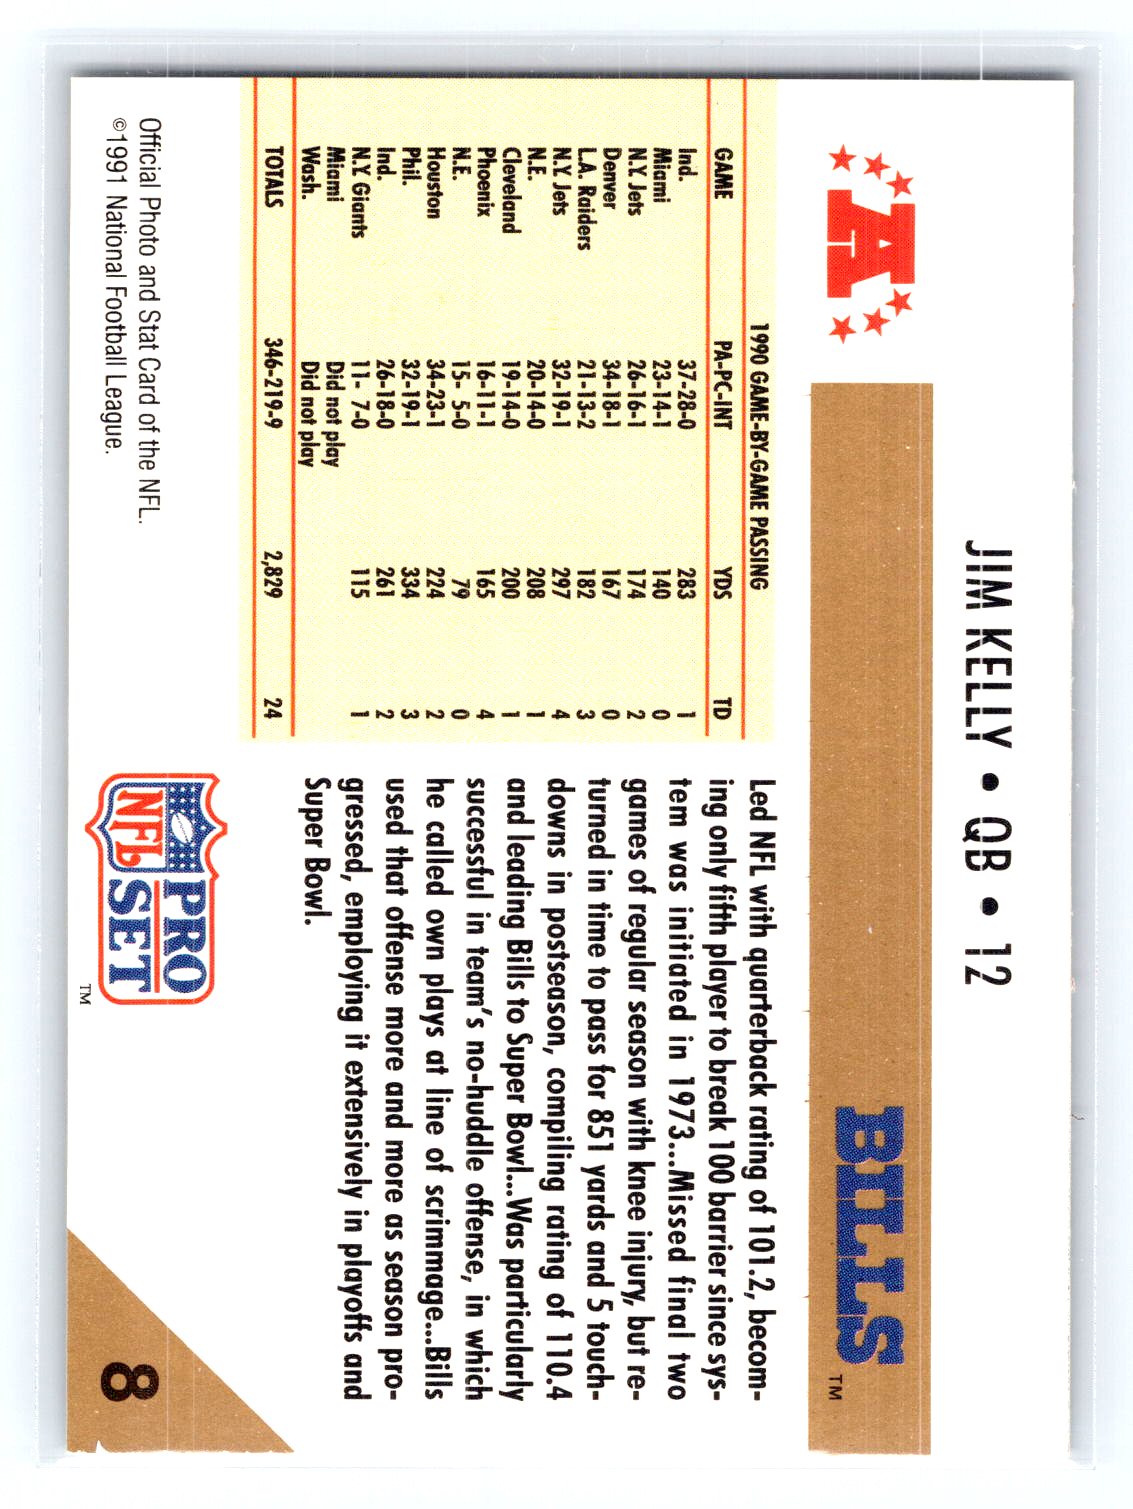 JIM KELLY • QB • 12
A
BILLS ™
1990 GAME-BY-GAME PASSING
GAME PA-PC-INT YDS TD
Ind. 37-28-0 283 1
Miami 23-14-1 140 0
N.Y. Jets 26-16-1 174 2
Denver 34-18-1 167 0
L.A. Raiders 21-13-2 182 3
N.Y. Jets 32-19-1 297 4
N.E. 20-14-0 208 1
Cleveland 19-14-0 200 1
Phoenix 16-11-1 165 4
N.E. 15- 5-0 79 0
Houston 34-23-1 224 2
Phil. 32-19-1 334 3
Ind. 26-18-0 261 2
N.Y. Giants 11- 7-0 115 1
Miami Did not play
Wash. Did not play
TOTALS 346-219-9 2,829 24
Led NFL with quarterback rating of 101.2, becom-
ing only fifth player to break 100 barrier since sys-
tem was initiated in 1973...Missed final two
games of regular season with knee injury, but re-
turned in time to pass for 851 yards and 5 touch-
downs in postseason, compiling rating of 110.4
and leading Bills to Super Bowl...Was particularly
successful in team's no-huddle offense, in which
he called own plays at line of scrimmage...Bills
used that offense more and more as season pro-
gressed, employing it extensively in playoffs and
Super Bowl.
Official Photo and Stat Card of the NFL.
©1991 National Football League.
NFL PRO SET ™
8